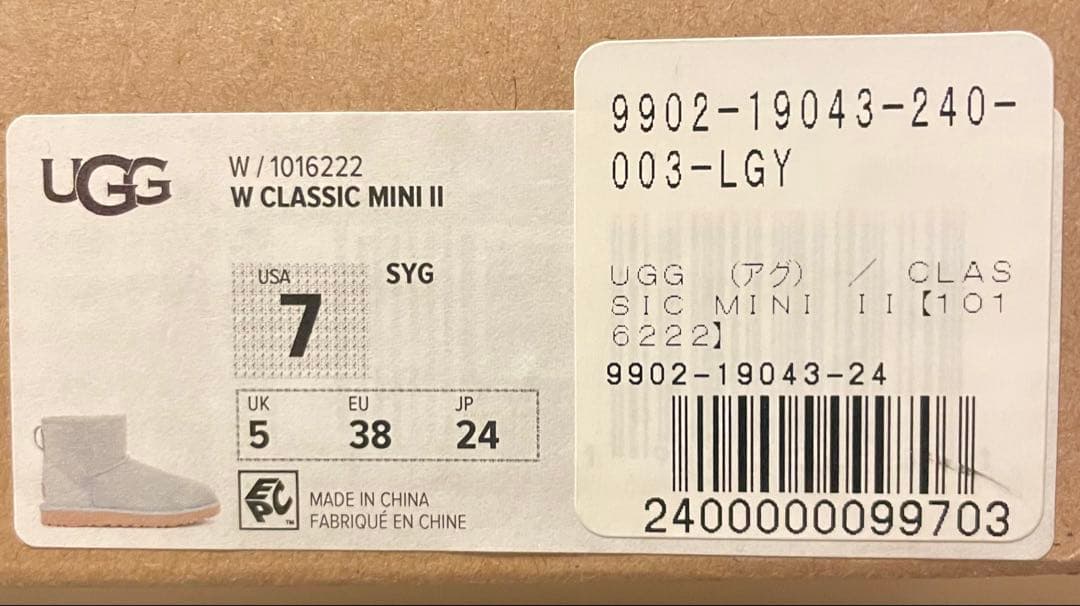 UGG
W / 1016222
W CLASSIC MINI II
USA
7
SYG
UK
5
EU
38
JP
24
EPC
TM
MADE IN CHINA
FABRIQUÉ EN CHINE
9902-19043-240-
003-LGY
UGG （アグ） ／ CLAS
SIC MINI II【101
6222】
9902-19043-24
2400000099703